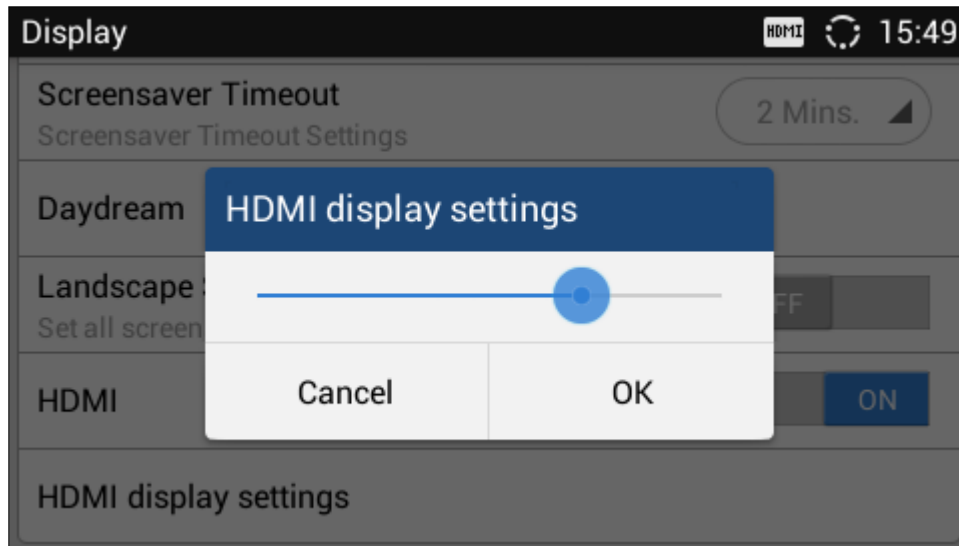 Display HDMI 15:49
Screensaver Timeout
2 Mins.
Screensaver Timeout Settings
Daydream
HDMI display settings
Landscape
Set all screen
HDMI
ON
Cancel OK
HDMI display settings